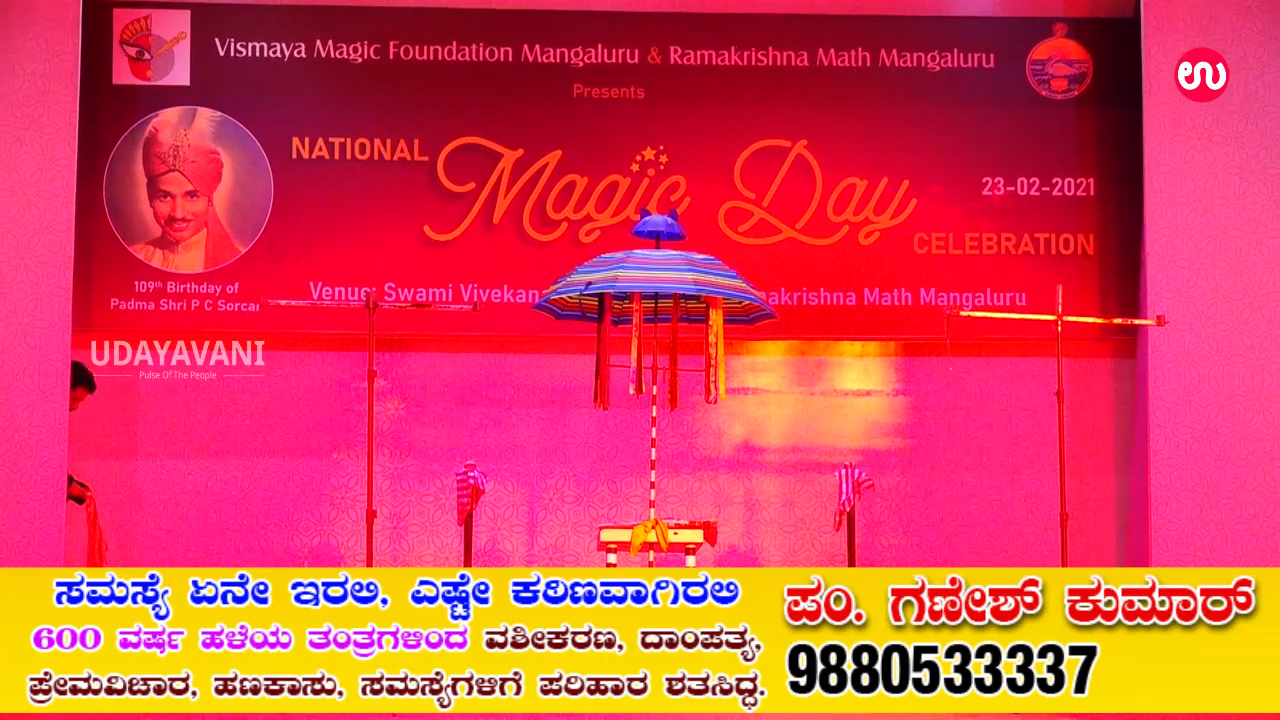 Vismaya Magic Foundation Mangaluru & Ramakrishna Math Mangaluru
ಉ
Presents
NATIONAL Magic Day
23-02-2021
CELEBRATION
109th Birthday of
Padma Shri P C Sorcar
Venue: Swami Vivekan
akrishna Math Mangaluru
UDAYAVANI
Pulse Of The People
ಸಮಸ್ಯೆ ಏನೇ ಇರಲಿ, ಎಷ್ಟೇ ಕಠಿಣವಾಗಿರಲಿ
600 ವರ್ಷ ಹಳೆಯ ತಂತ್ರಗಳಿಂದ ವಶೀಕರಣ, ದಾಂಪತ್ಯ,
ಪ್ರೇಮವಿಚಾರ, ಹಣಕಾಸು, ಸಮಸ್ಯೆಗಳಿಗೆ ಪರಿಹಾರ ಶತಸಿದ್ಧ.
ಪಂ. ಗಣೇಶ್ ಕುಮಾರ್
9880533337